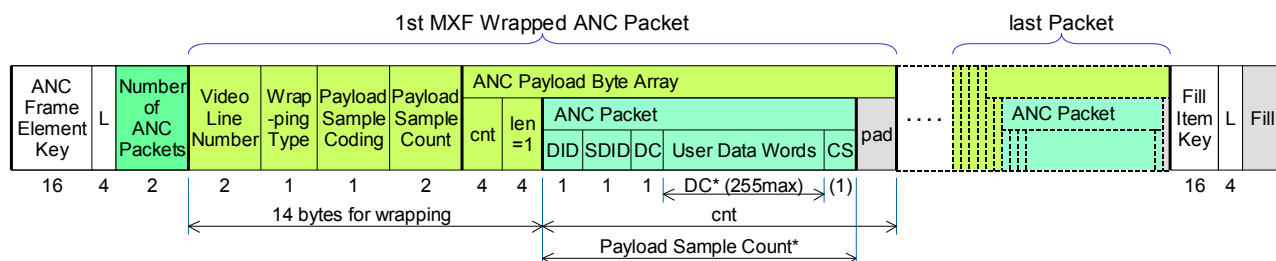 1st MXF Wrapped ANC Packet
last Packet
ANC
Frame
Element
Key
L
Number
of
ANC
Packets
Video
Line
Number
Wrap
-ping
Type
Payload
Sample
Coding
Payload
Sample
Count
ANC Payload Byte Array
cnt
len
=1
ANC Packet
DID
SDID
DC
User Data Words
CS
pad
....
ANC Packet
Fill
Item
Key
L
Fill
16 4 2 2 1 1 2 4 4 1 1 1 DC* (255max) (1) 16 4
14 bytes for wrapping
cnt
Payload Sample Count*